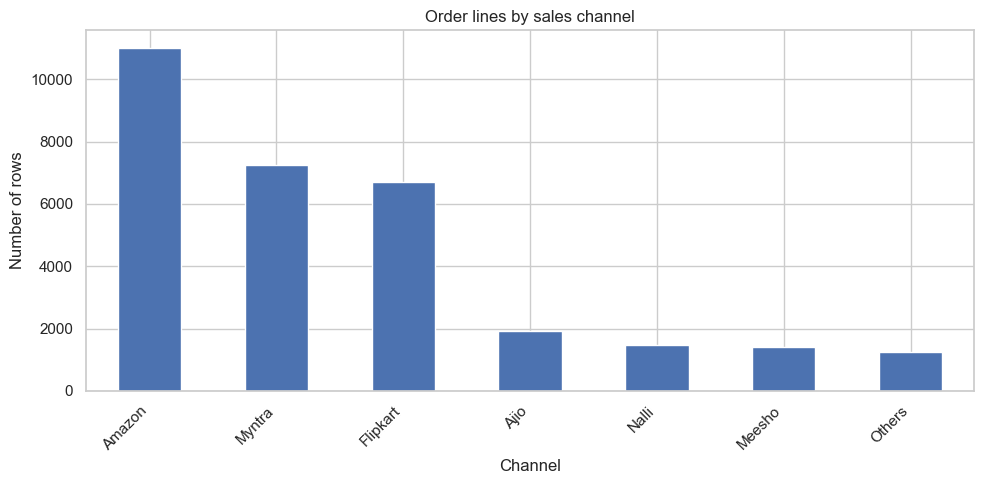 Order lines by sales channel
Number of rows
10000
8000
6000
4000
2000
0
Amazon
Myntra
Flipkart
Ajio
Nalli
Meesho
Others
Channel